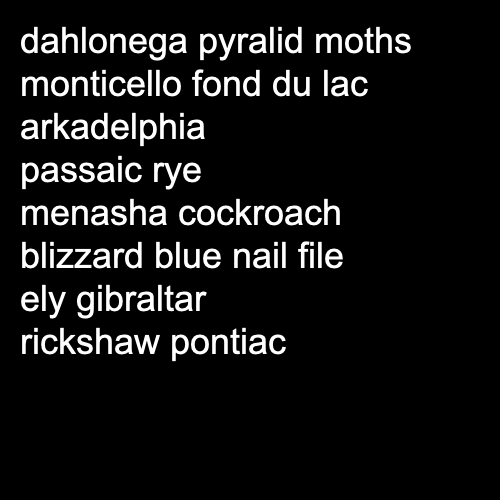 dahlonega pyralid moths
monticello fond du lac
arkadelphia
passaic rye
menasha cockroach
blizzard blue nail file
ely gibraltar
rickshaw pontiac